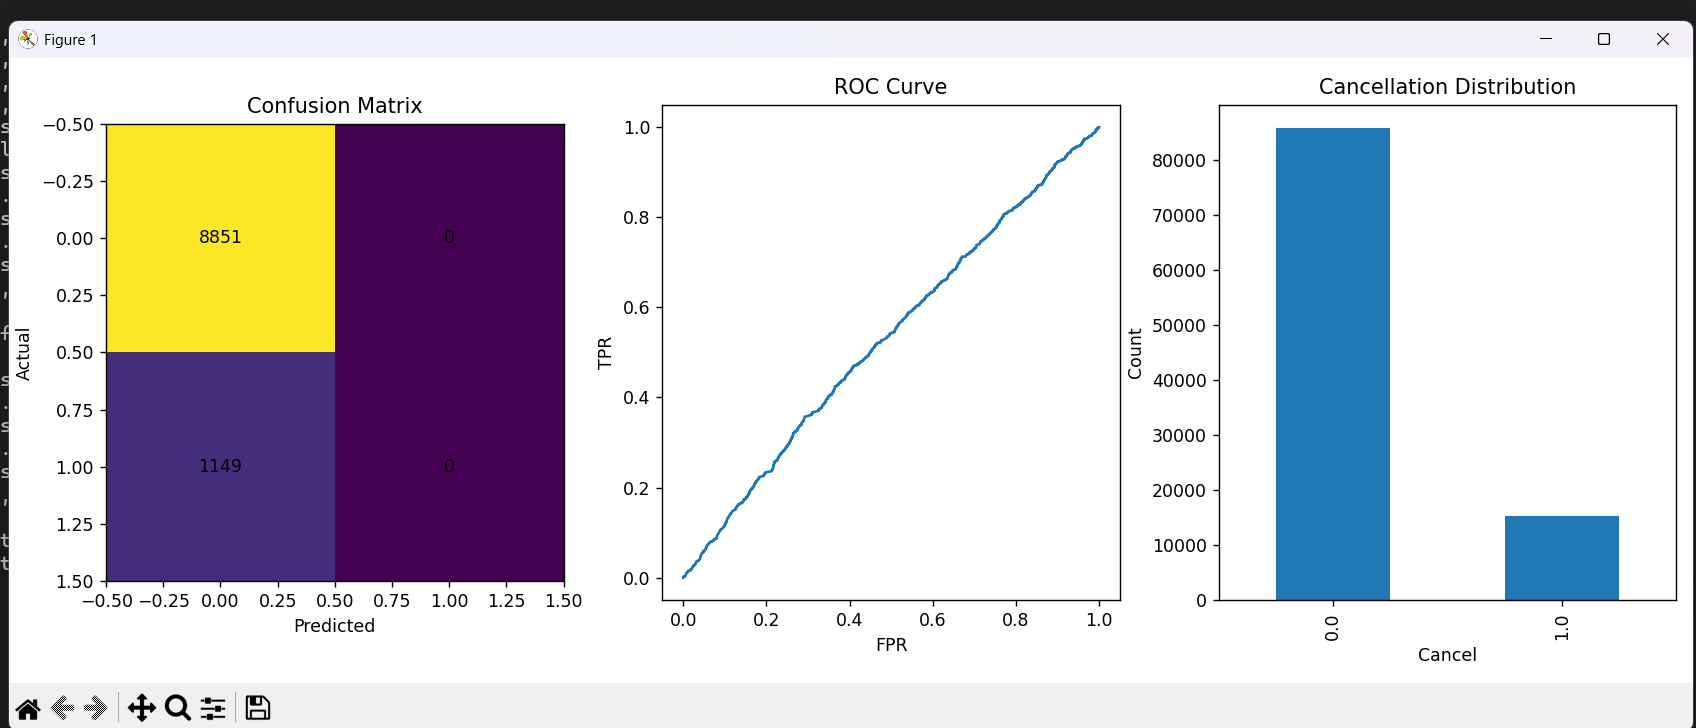 Figure 1
Confusion Matrix
−0.50
−0.25
0.00
0.25
0.50
0.75
1.00
1.25
1.50
Actual
8851
0
1149
0
−0.50 −0.25 0.00 0.25 0.50 0.75 1.00 1.25 1.50
Predicted
ROC Curve
1.0
0.8
0.6
0.4
0.2
0.0
TPR
0.0 0.2 0.4 0.6 0.8 1.0
FPR
Cancellation Distribution
80000
70000
60000
50000
40000
30000
20000
10000
0
Count
0.0 1.0
Cancel